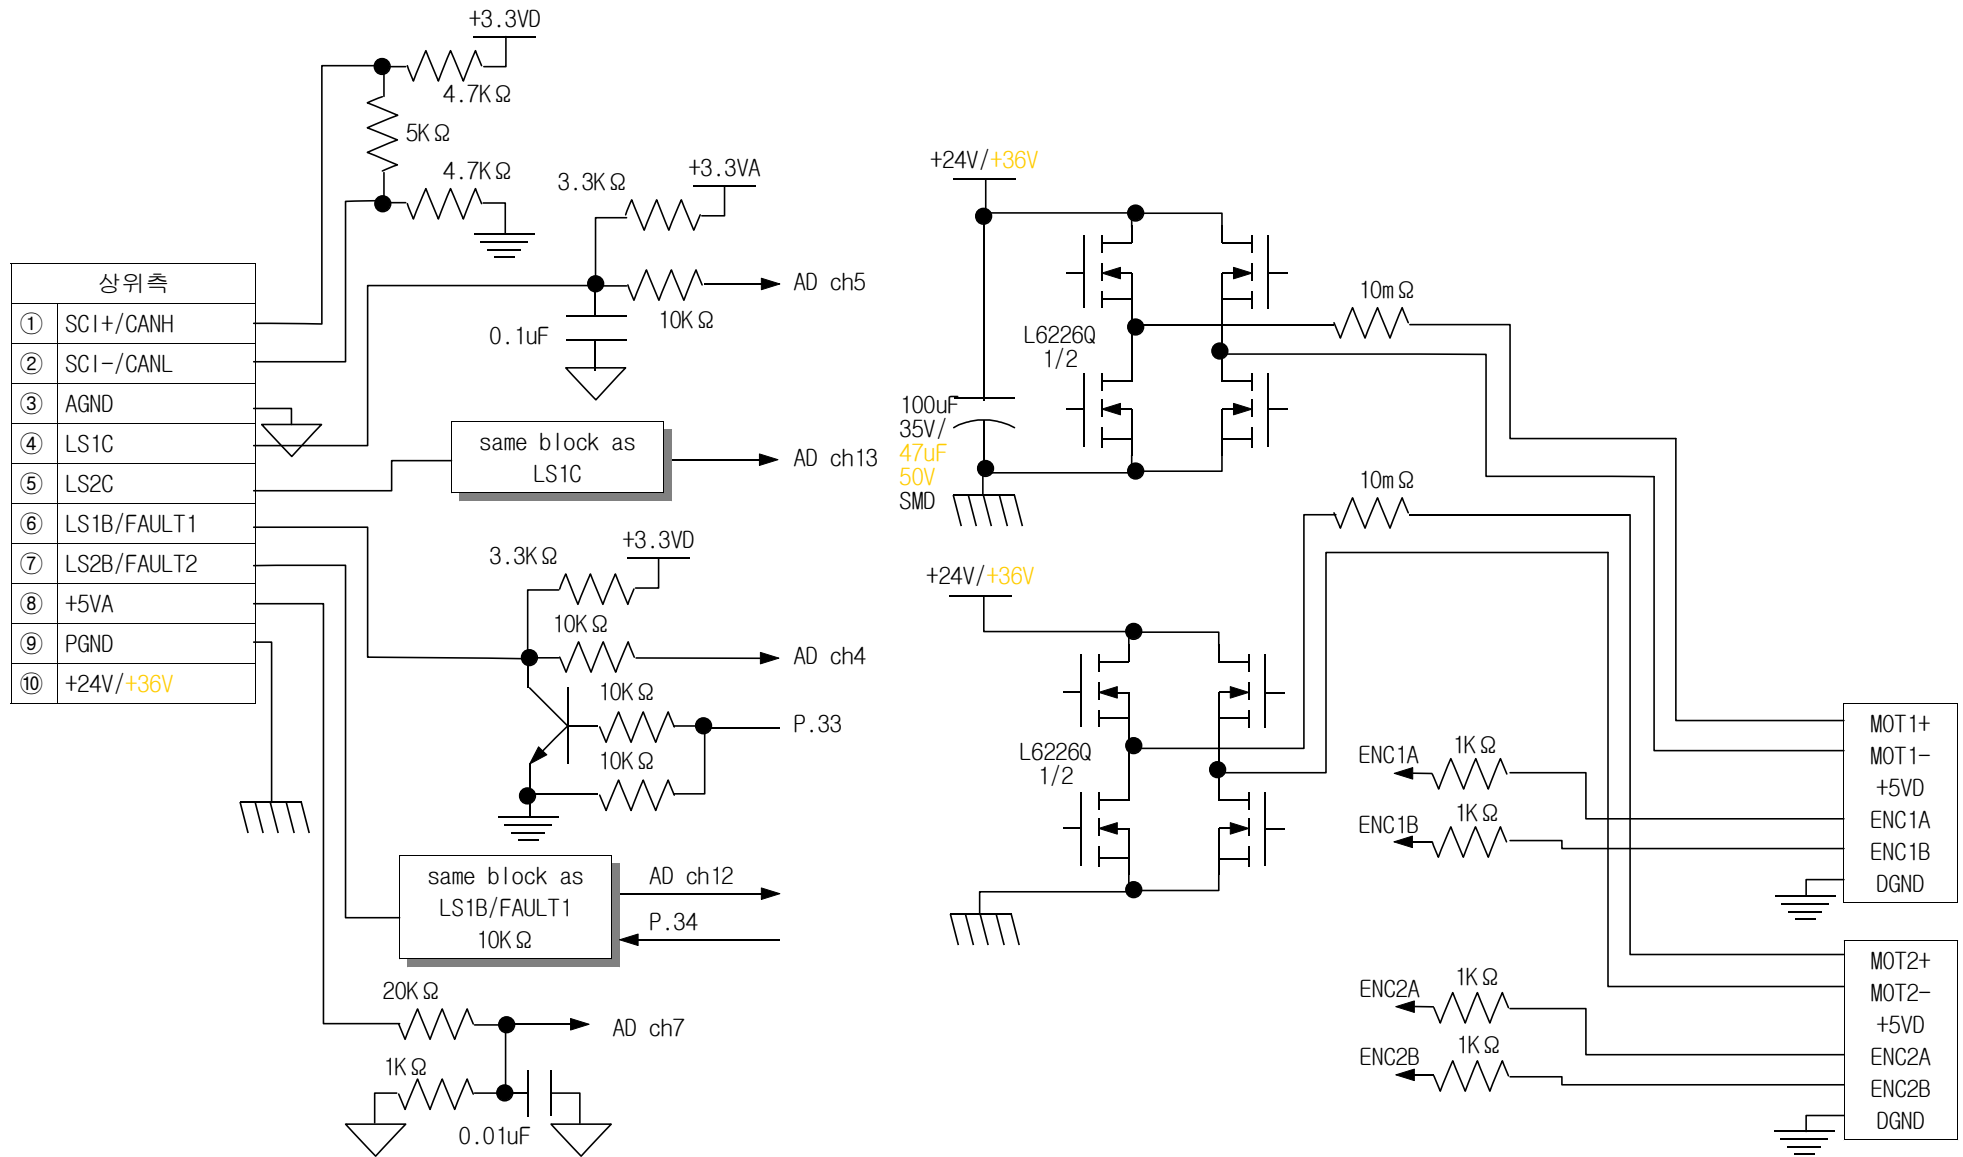 +3.3VD
4.7KΩ
5KΩ
4.7KΩ
3.3KΩ
+3.3VA
AD ch5
10KΩ
0.1uF
상위측
① SCI+/CANH
② SCI-/CANL
③ AGND
④ LS1C
⑤ LS2C
⑥ LS1B/FAULT1
⑦ LS2B/FAULT2
⑧ +5VA
⑨ PGND
⑩ +24V/+36V
same block as
LS1C
AD ch13
3.3KΩ
+3.3VD
10KΩ
AD ch4
10KΩ
P.33
10KΩ
same block as
LS1B/FAULT1
10KΩ
AD ch12
P.34
20KΩ
AD ch7
1KΩ
0.01uF
+24V/+36V
L6226Q
1/2
100uF
35V/
47uF
50V
SMD
10mΩ
10mΩ
+24V/+36V
L6226Q
1/2
ENC1A
1KΩ
ENC1B
1KΩ
MOT1+
MOT1-
+5VD
ENC1A
ENC1B
DGND
ENC2A
1KΩ
ENC2B
1KΩ
MOT2+
MOT2-
+5VD
ENC2A
ENC2B
DGND